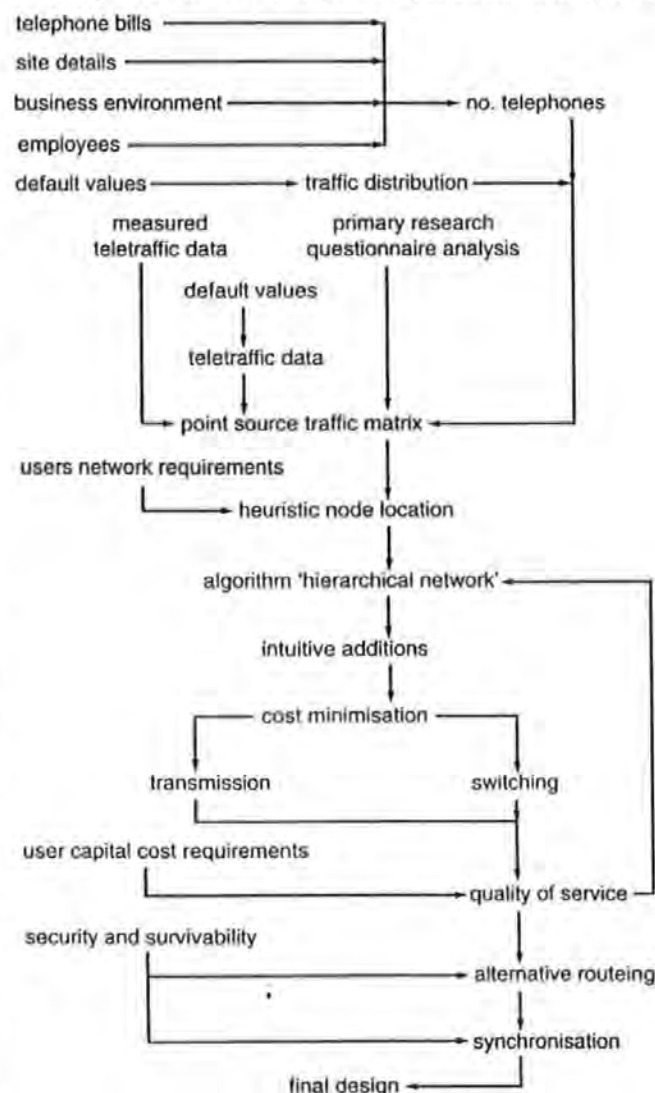 telephone bills
site details
business environment
no. telephones
employees
default values
traffic distribution
measured
teletraffic data
primary research
questionnaire analysis
default values
teletraffic data
point source traffic matrix
users network requirements
heuristic node location
algorithm 'hierarchical network'
intuitive additions
cost minimisation
transmission
switching
user capital cost requirements
quality of service
security and survivability
alternative routeing
synchronisation
final design